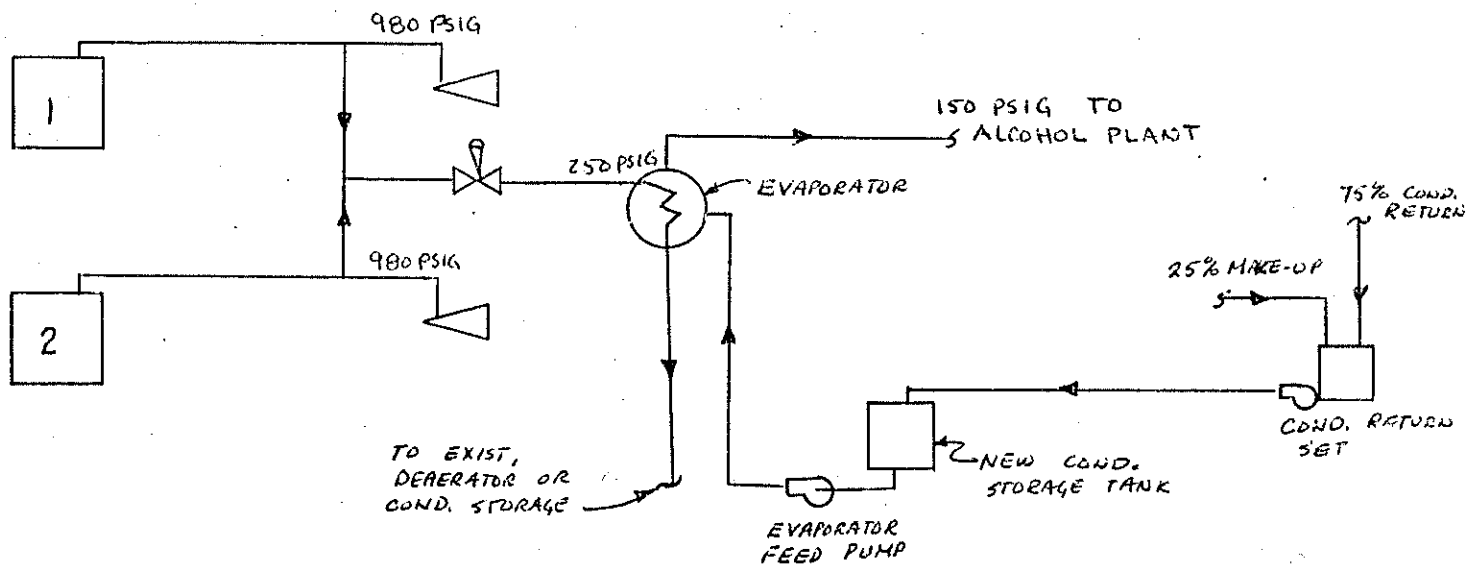 980 PSIG
1
150 PSIG TO
ALCOHOL PLANT
250 PSIG
EVAPORATOR
75% COND.
RETURN
25% MAKE-UP
980 PSIG
2
TO EXIST,
DEAERATOR OR
COND. STORAGE
NEW COND.
STORAGE TANK
COND. RETURN
SET
EVAPORATOR
FEED PUMP